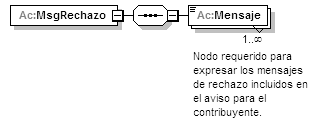 Ac:MsgRechazo
Ac:Mensaje
1..∞
Nodo requerido para
expresar los mensajes
de rechazo incluidos en
el aviso para el
contribuyente.